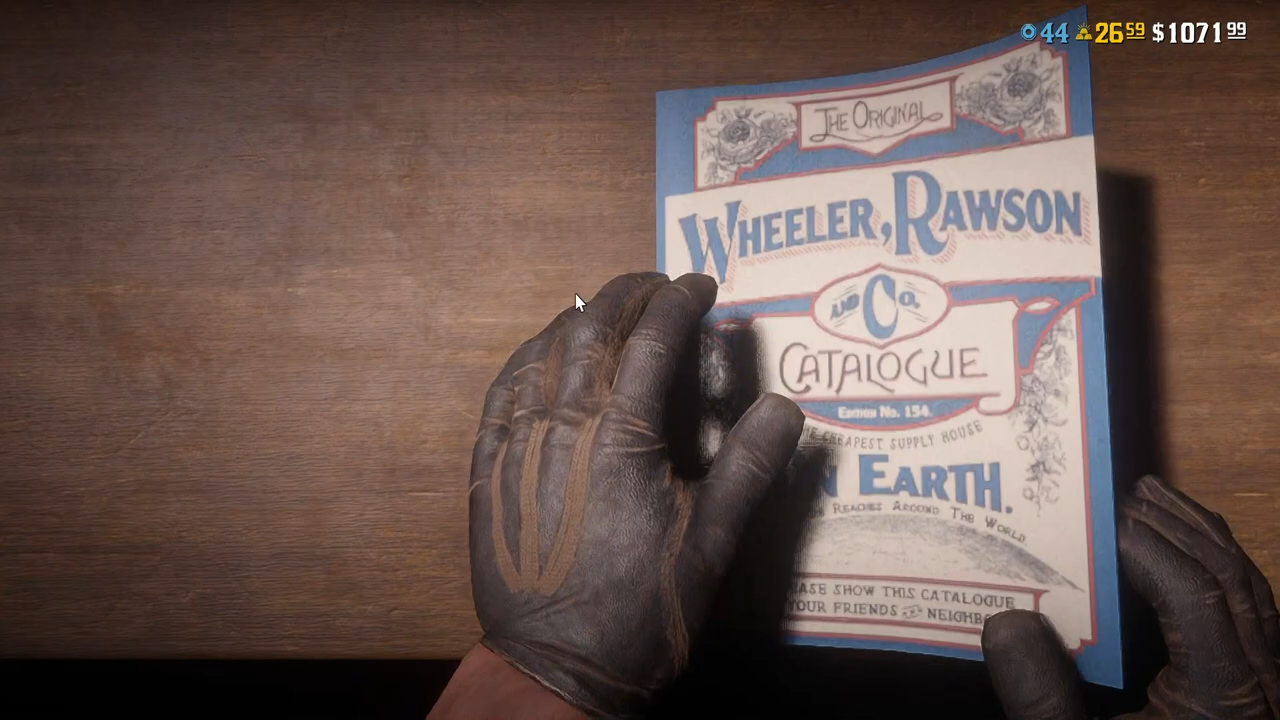 44 26 59 $1071 99
THE ORIGINAL
WHEELER, RAWSON
AND CO.
CATALOGUE
EDITION No. 154.
CHEAPEST SUPPLY HOUSE
EARTH.
REACHES AROUND THE WORLD
SHOW THIS CATALOGUE
FRIENDS AND